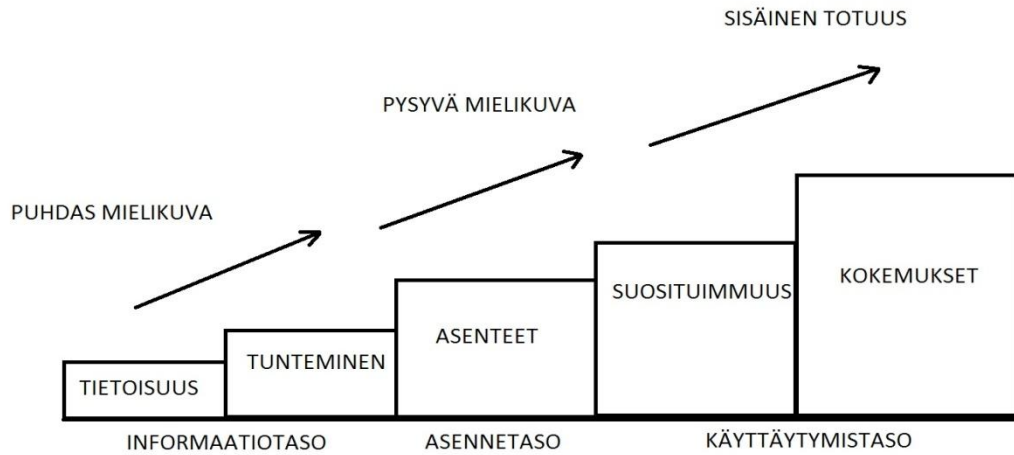 SISÄINEN TOTUUS
PYSYVÄ MIELIKUVA
PUHDAS MIELIKUVA
TIETOISUUS
TUNTEMINEN
ASENTEET
SUOSITUIMMUUS
KOKEMUKSET
INFORMAATIOTASO
ASENNETASO
KÄYTTÄYTYMISTASO